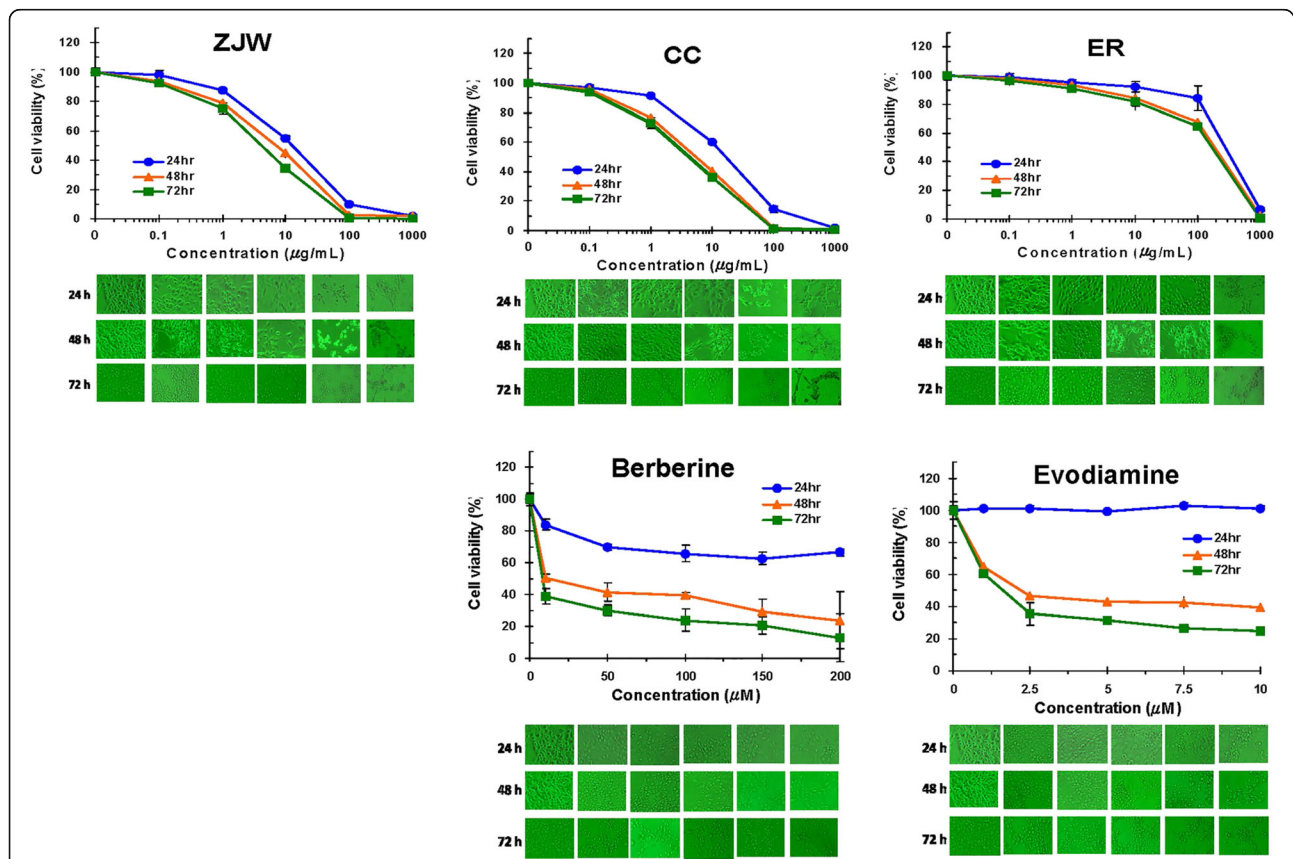 ZJW
Cell viability (%)
120
100
80
60
40
20
0
24hr
48hr
72hr
0 0.1 1 10 100 1000
Concentration (μg/mL)
24 h
48 h
72 h
CC
Cell viability (%)
120
100
80
60
40
20
0
24hr
48hr
72hr
0 0.1 1 10 100 1000
Concentration (μg/mL)
24 h
48 h
72 h
ER
Cell viability (%)
120
100
80
60
40
20
0
24hr
48hr
72hr
0 0.1 1 10 100 1000
Concentration (μg/mL)
24 h
48 h
72 h
Berberine
Cell viability (%)
120
100
80
60
40
20
0
24hr
48hr
72hr
0 50 100 150 200
Concentration (μM)
24 h
48 h
72 h
Evodiamine
Cell viability (%)
120
100
80
60
40
20
0
24hr
48hr
72hr
0 2.5 5 7.5 10
Concentration (μM)
24 h
48 h
72 h